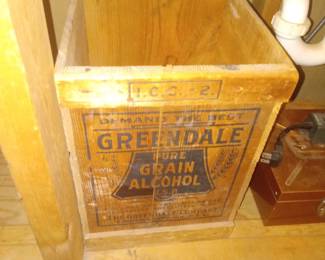 I.C.C.-2.
DEMAND THE BEST
GREENDALE
PURE
GRAIN
ALCOHOL